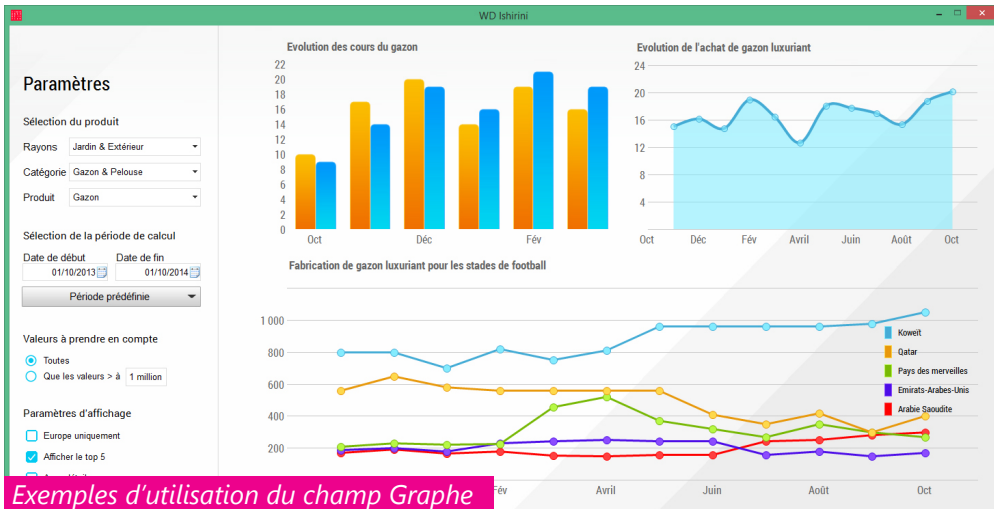 WD Ishirini
Paramètres
Sélection du produit
Rayons Jardin & Extérieur
Catégorie Gazon & Pelouse
Produit Gazon
Sélection de la période de calcul
Date de début Date de fin
01/10/2013 01/10/2014
Période prédéfinie
Valeurs à prendre en compte
Toutes
Que les valeurs > à 1 million
Paramètres d'affichage
Europe uniquement
Afficher le top 5
Evolution des cours du gazon
22
20
18
16
14
12
10
8
6
4
2
0
Oct Déc Fév
Evolution de l'achat de gazon luxuriant
24
20
16
12
8
4
Oct Déc Fév Avril Juin Août Oct
Fabrication de gazon luxuriant pour les stades de football
1 000
800
600
400
200
Koweït
Qatar
Pays des merveilles
Emirats-Arabes-Unis
Arabie Saoudite
Fév Avril Juin Août Oct
Exemples d'utilisation du champ Graphe